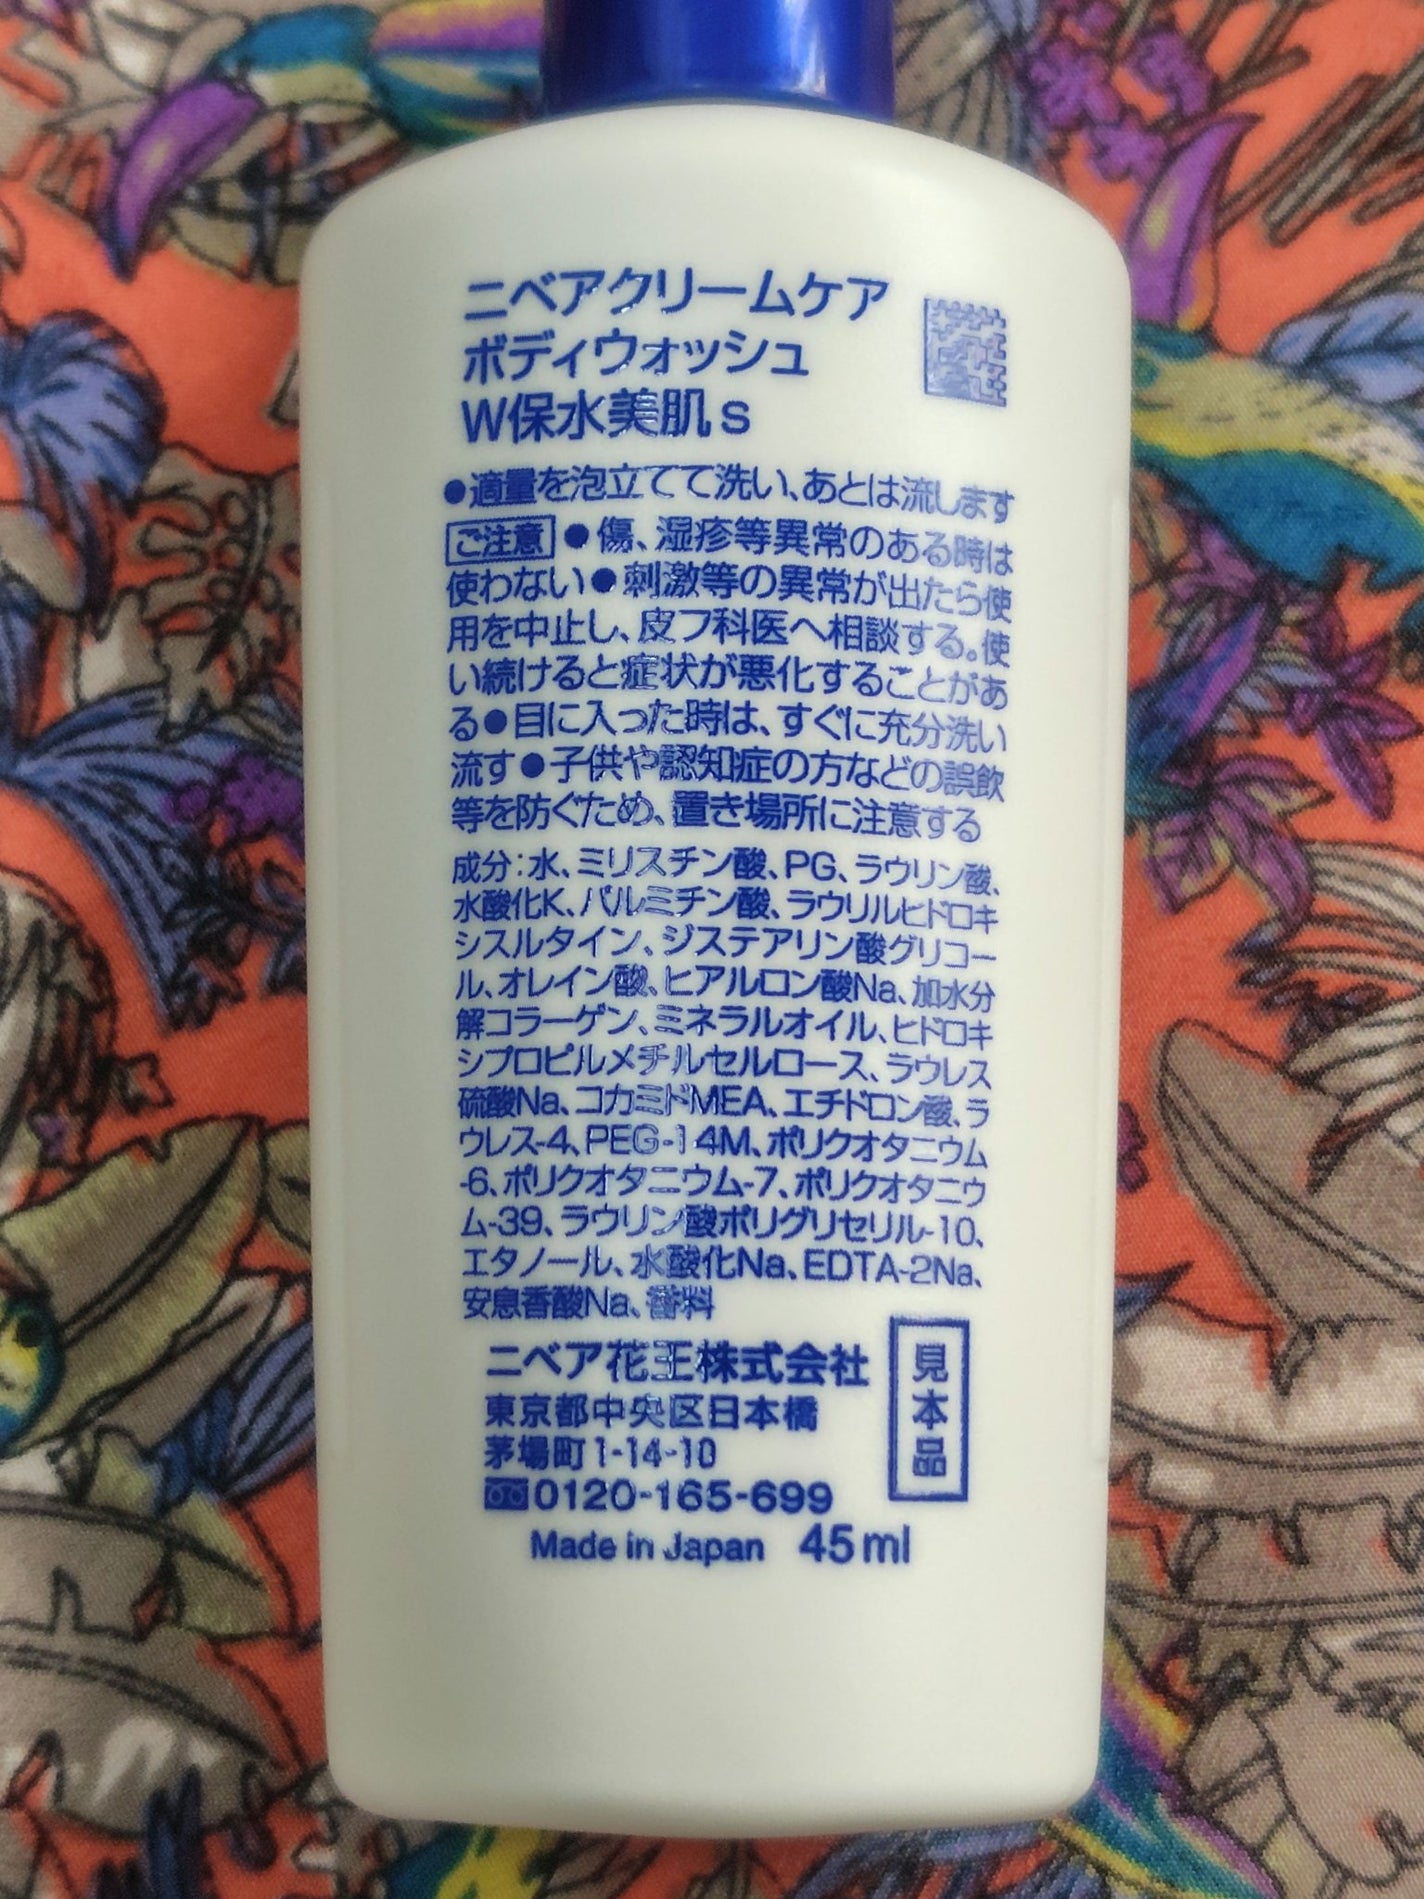 ニベアクリームケア
ボディウォッシュ
W保水美肌s
●適量を泡立てて洗い、あとは流します
ご注意 ●傷、湿疹等異常のある時は
使わない●刺激等の異常が出たら使
用を中止し、皮フ科医へ相談する。使
い続けると症状が悪化することがあ
る●目に入った時は、すぐに充分洗い
流す●子供や認知症の方などの誤飲
等を防ぐため、置き場所に注意する
成分:水、ミリスチン酸、PG、ラウリン酸、
水酸化K、パルミチン酸、ラウリルヒドロキ
シスルタイン、ジステアリン酸グリコー
ル、オレイン酸、ヒアルロン酸Na、加水分
解コラーゲン、ミネラルオイル、ヒドロキ
シプロピルメチルセルロース、ラウレス
硫酸Na、コカミドMEA、エチドロン酸、ラ
ウレス-4、PEG-14M、ポリクオタニウム
-6、ポリクオタニウム-7、ポリクオタニウ
ム-39、ラウリン酸ポリグリセリル-10、
エタノール、水酸化Na、EDTA-2Na、
安息香酸Na、香料
ニベア花王株式会社
東京都中央区日本橋
茅場町1-14-10
0120-165-699
見本品
Made in Japan 45ml